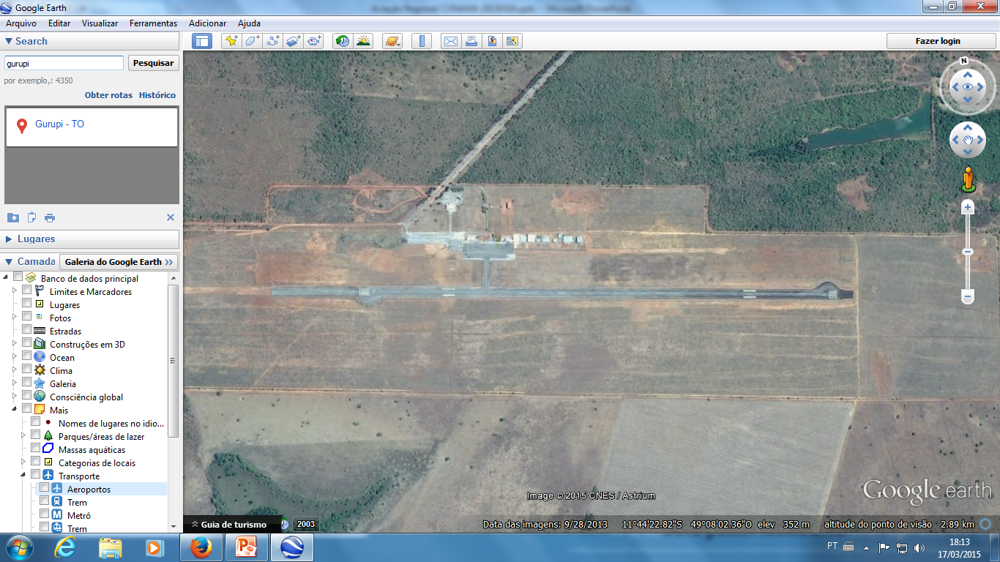 Google Earth
Arquivo Editar Visualizar Ferramentas Adicionar Ajuda
Search
gurupi
Pesquisar
por exemplo,: 4350
Obter rotas Histórico
Gurupi - TO
Lugares
Camada
Galeria do Google Earth >>
Banco de dados principal
Limites e Marcadores
Lugares
Fotos
Estradas
Construções em 3D
Ocean
Clima
Galeria
Consciência global
Mais
Nomes de lugares no idio...
Parques/áreas de lazer
Massas aquáticas
Categorias de locais
Transporte
Aeroportos
Trem
Metrô
Trem
Fazer login
N
Google earth
Image © 2015 CNES / Astrium
Guia de turismo
2003
Data das imagens: 9/28/2013 11°44'22.82"S 49°08'02.36"O elev 352 m altitude do ponto de visão 2.89 km
PT
18:13
17/03/2015